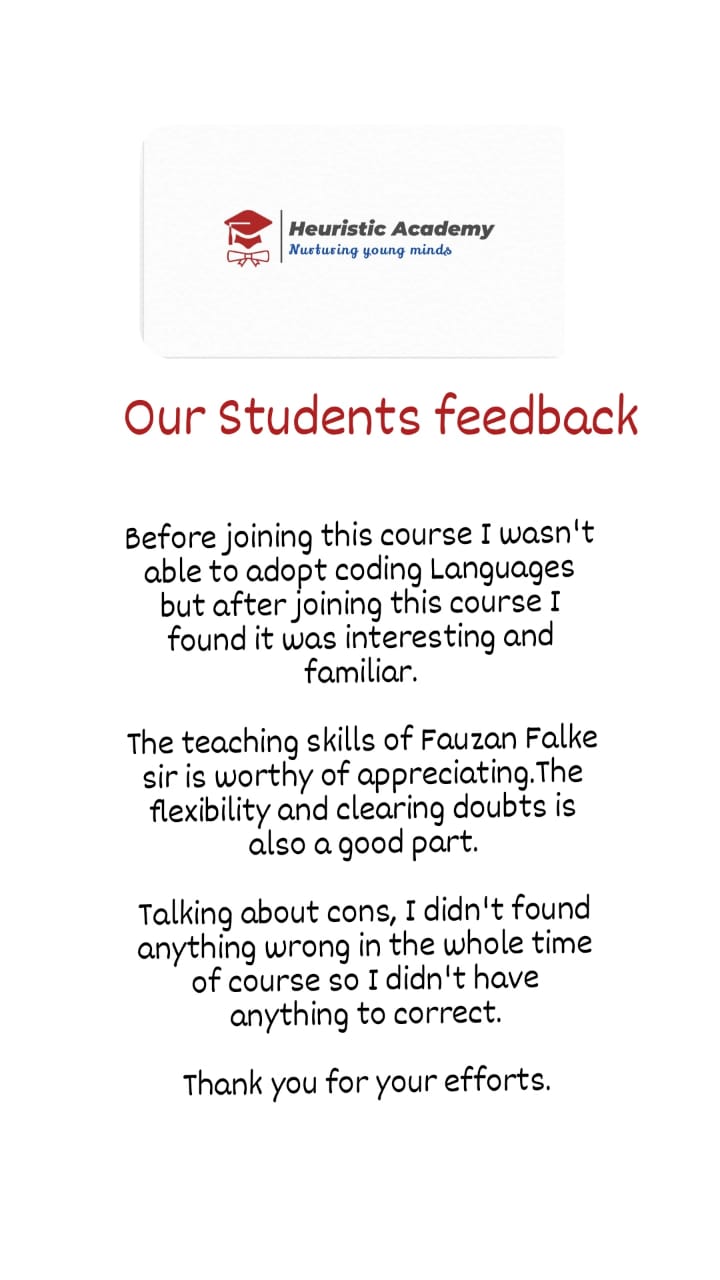 Heuristic Academy
Nurturing young minds
Our Students feedback
Before joining this course I wasn't
able to adopt coding Languages
but after joining this course I
found it was interesting and
familiar.
The teaching skills of Fauzan Falke
sir is worthy of appreciating.The
flexibility and clearing doubts is
also a good part.
Talking about cons, I didn't found
anything wrong in the whole time
of course so I didn't have
anything to correct.
Thank you for your efforts.